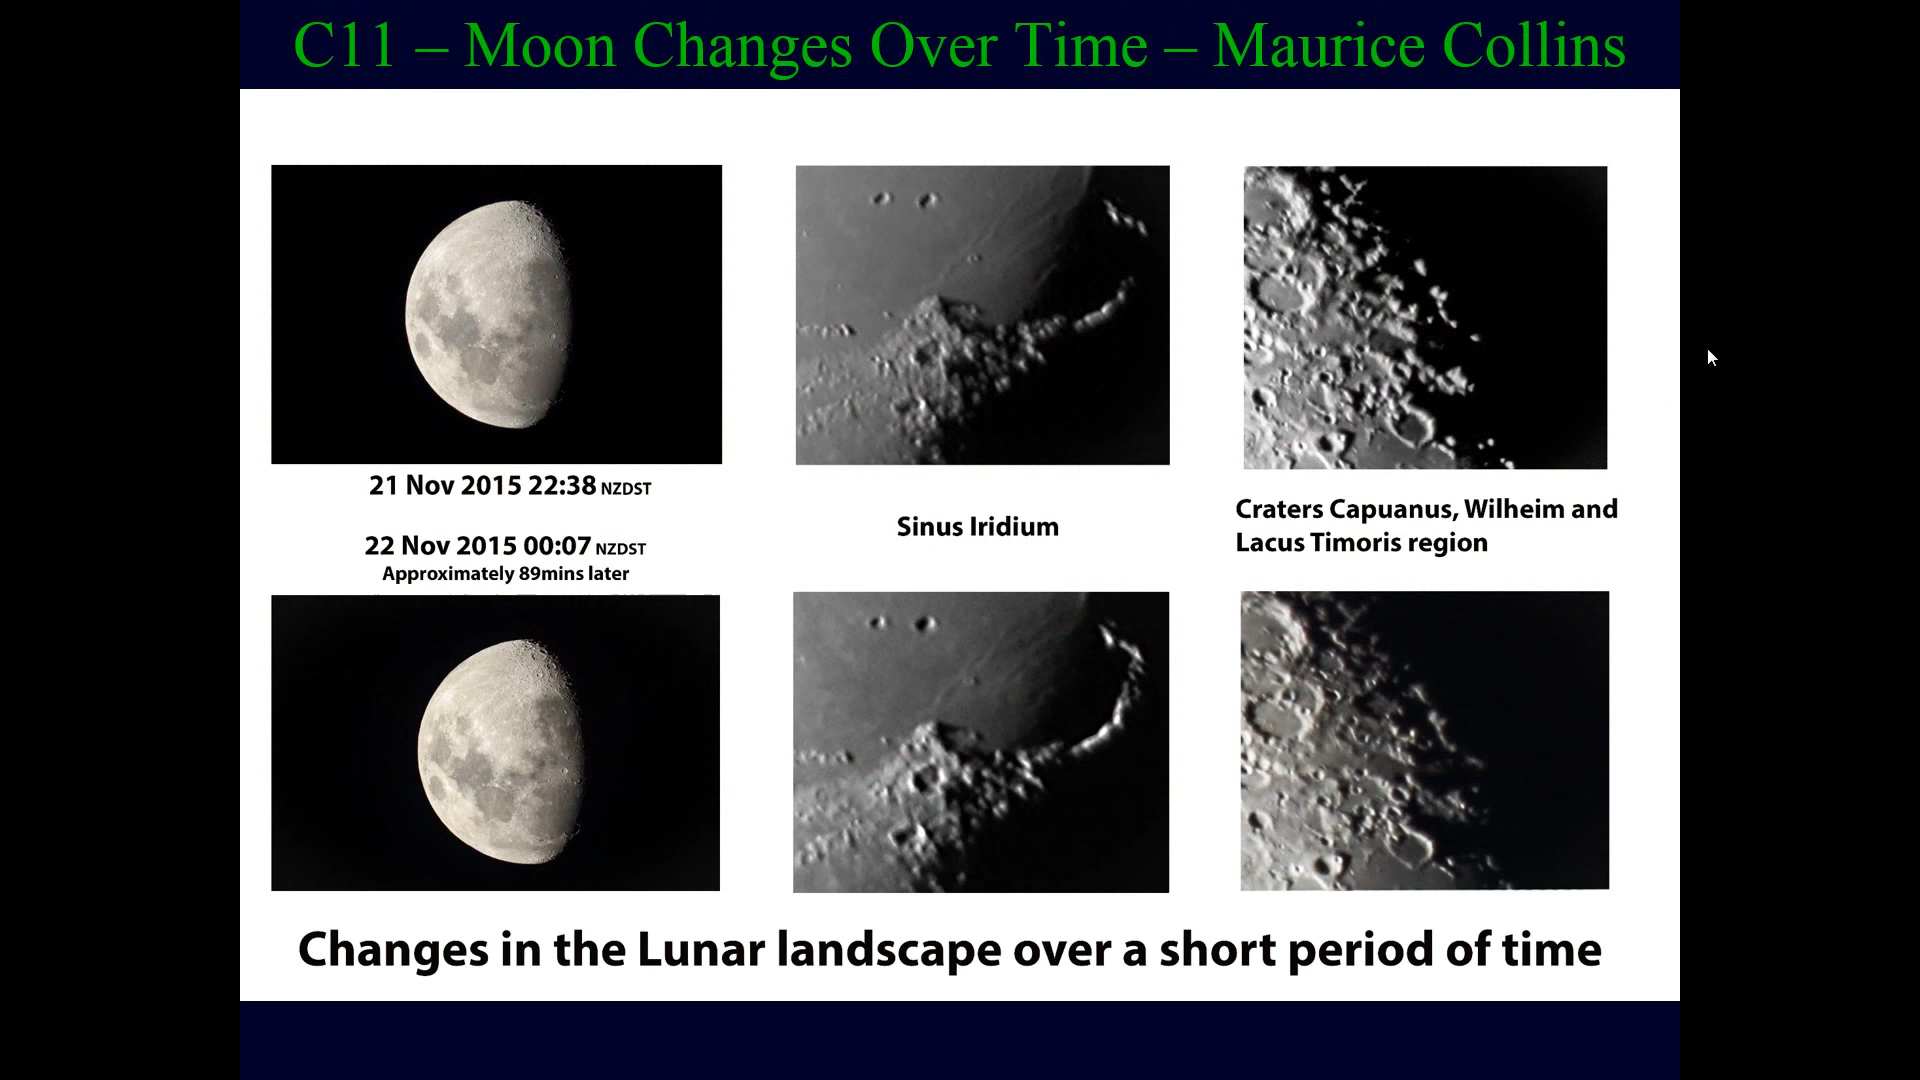 C11 – Moon Changes Over Time – Maurice Collins
21 Nov 2015 22:38 NZDST
22 Nov 2015 00:07 NZDST
Approximately 89mins later
Sinus Iridium
Craters Capuanus, Wilheim and
Lacus Timoris region
Changes in the Lunar landscape over a short period of time